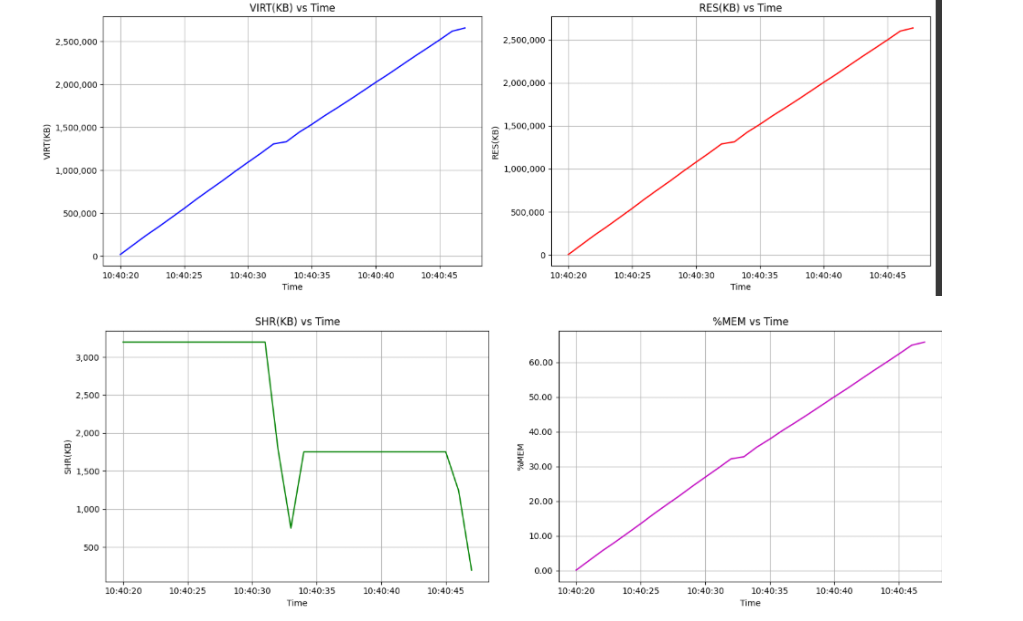 VIRT(KB) vs Time
2,500,000
2,000,000
1,500,000
1,000,000
500,000
0
VIRT(KB)
10:40:20 10:40:25 10:40:30 10:40:35 10:40:40 10:40:45
Time
RES(KB) vs Time
2,500,000
2,000,000
1,500,000
1,000,000
500,000
0
RES(KB)
10:40:20 10:40:25 10:40:30 10:40:35 10:40:40 10:40:45
Time
SHR(KB) vs Time
3,000
2,500
2,000
1,500
1,000
500
SHR(KB)
10:40:20 10:40:25 10:40:30 10:40:35 10:40:40 10:40:45
Time
%MEM vs Time
60.00
50.00
40.00
30.00
20.00
10.00
0.00
%MEM
10:40:20 10:40:25 10:40:30 10:40:35 10:40:40 10:40:45
Time